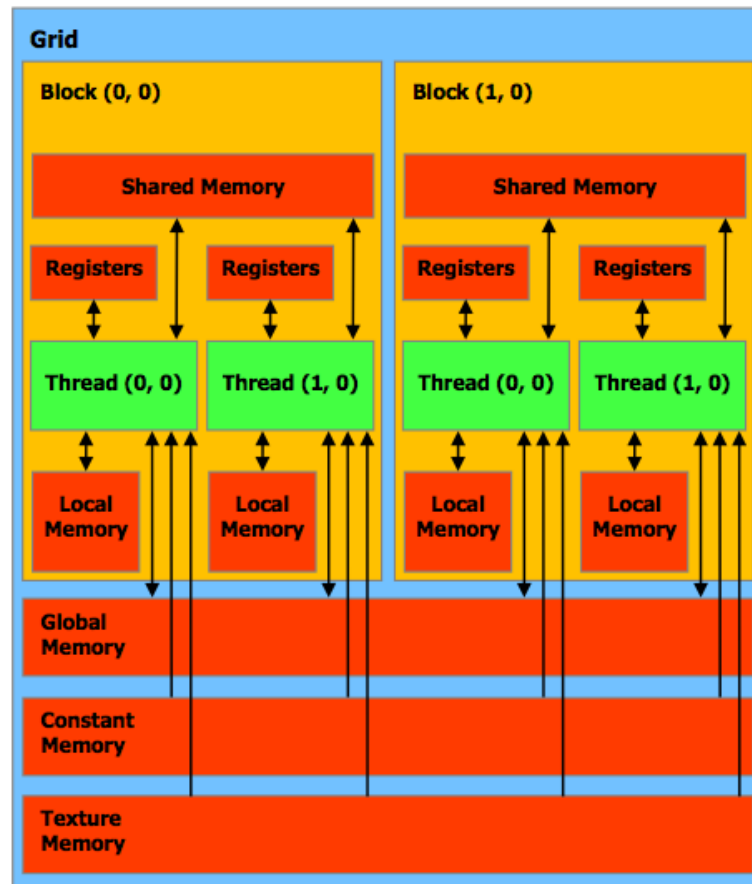 Grid
Block (0, 0)
Block (1, 0)
Shared Memory
Shared Memory
Registers
Registers
Registers
Registers
Thread (0, 0)
Thread (1, 0)
Thread (0, 0)
Thread (1, 0)
Local
Memory
Local
Memory
Local
Memory
Local
Memory
Global
Memory
Constant
Memory
Texture
Memory